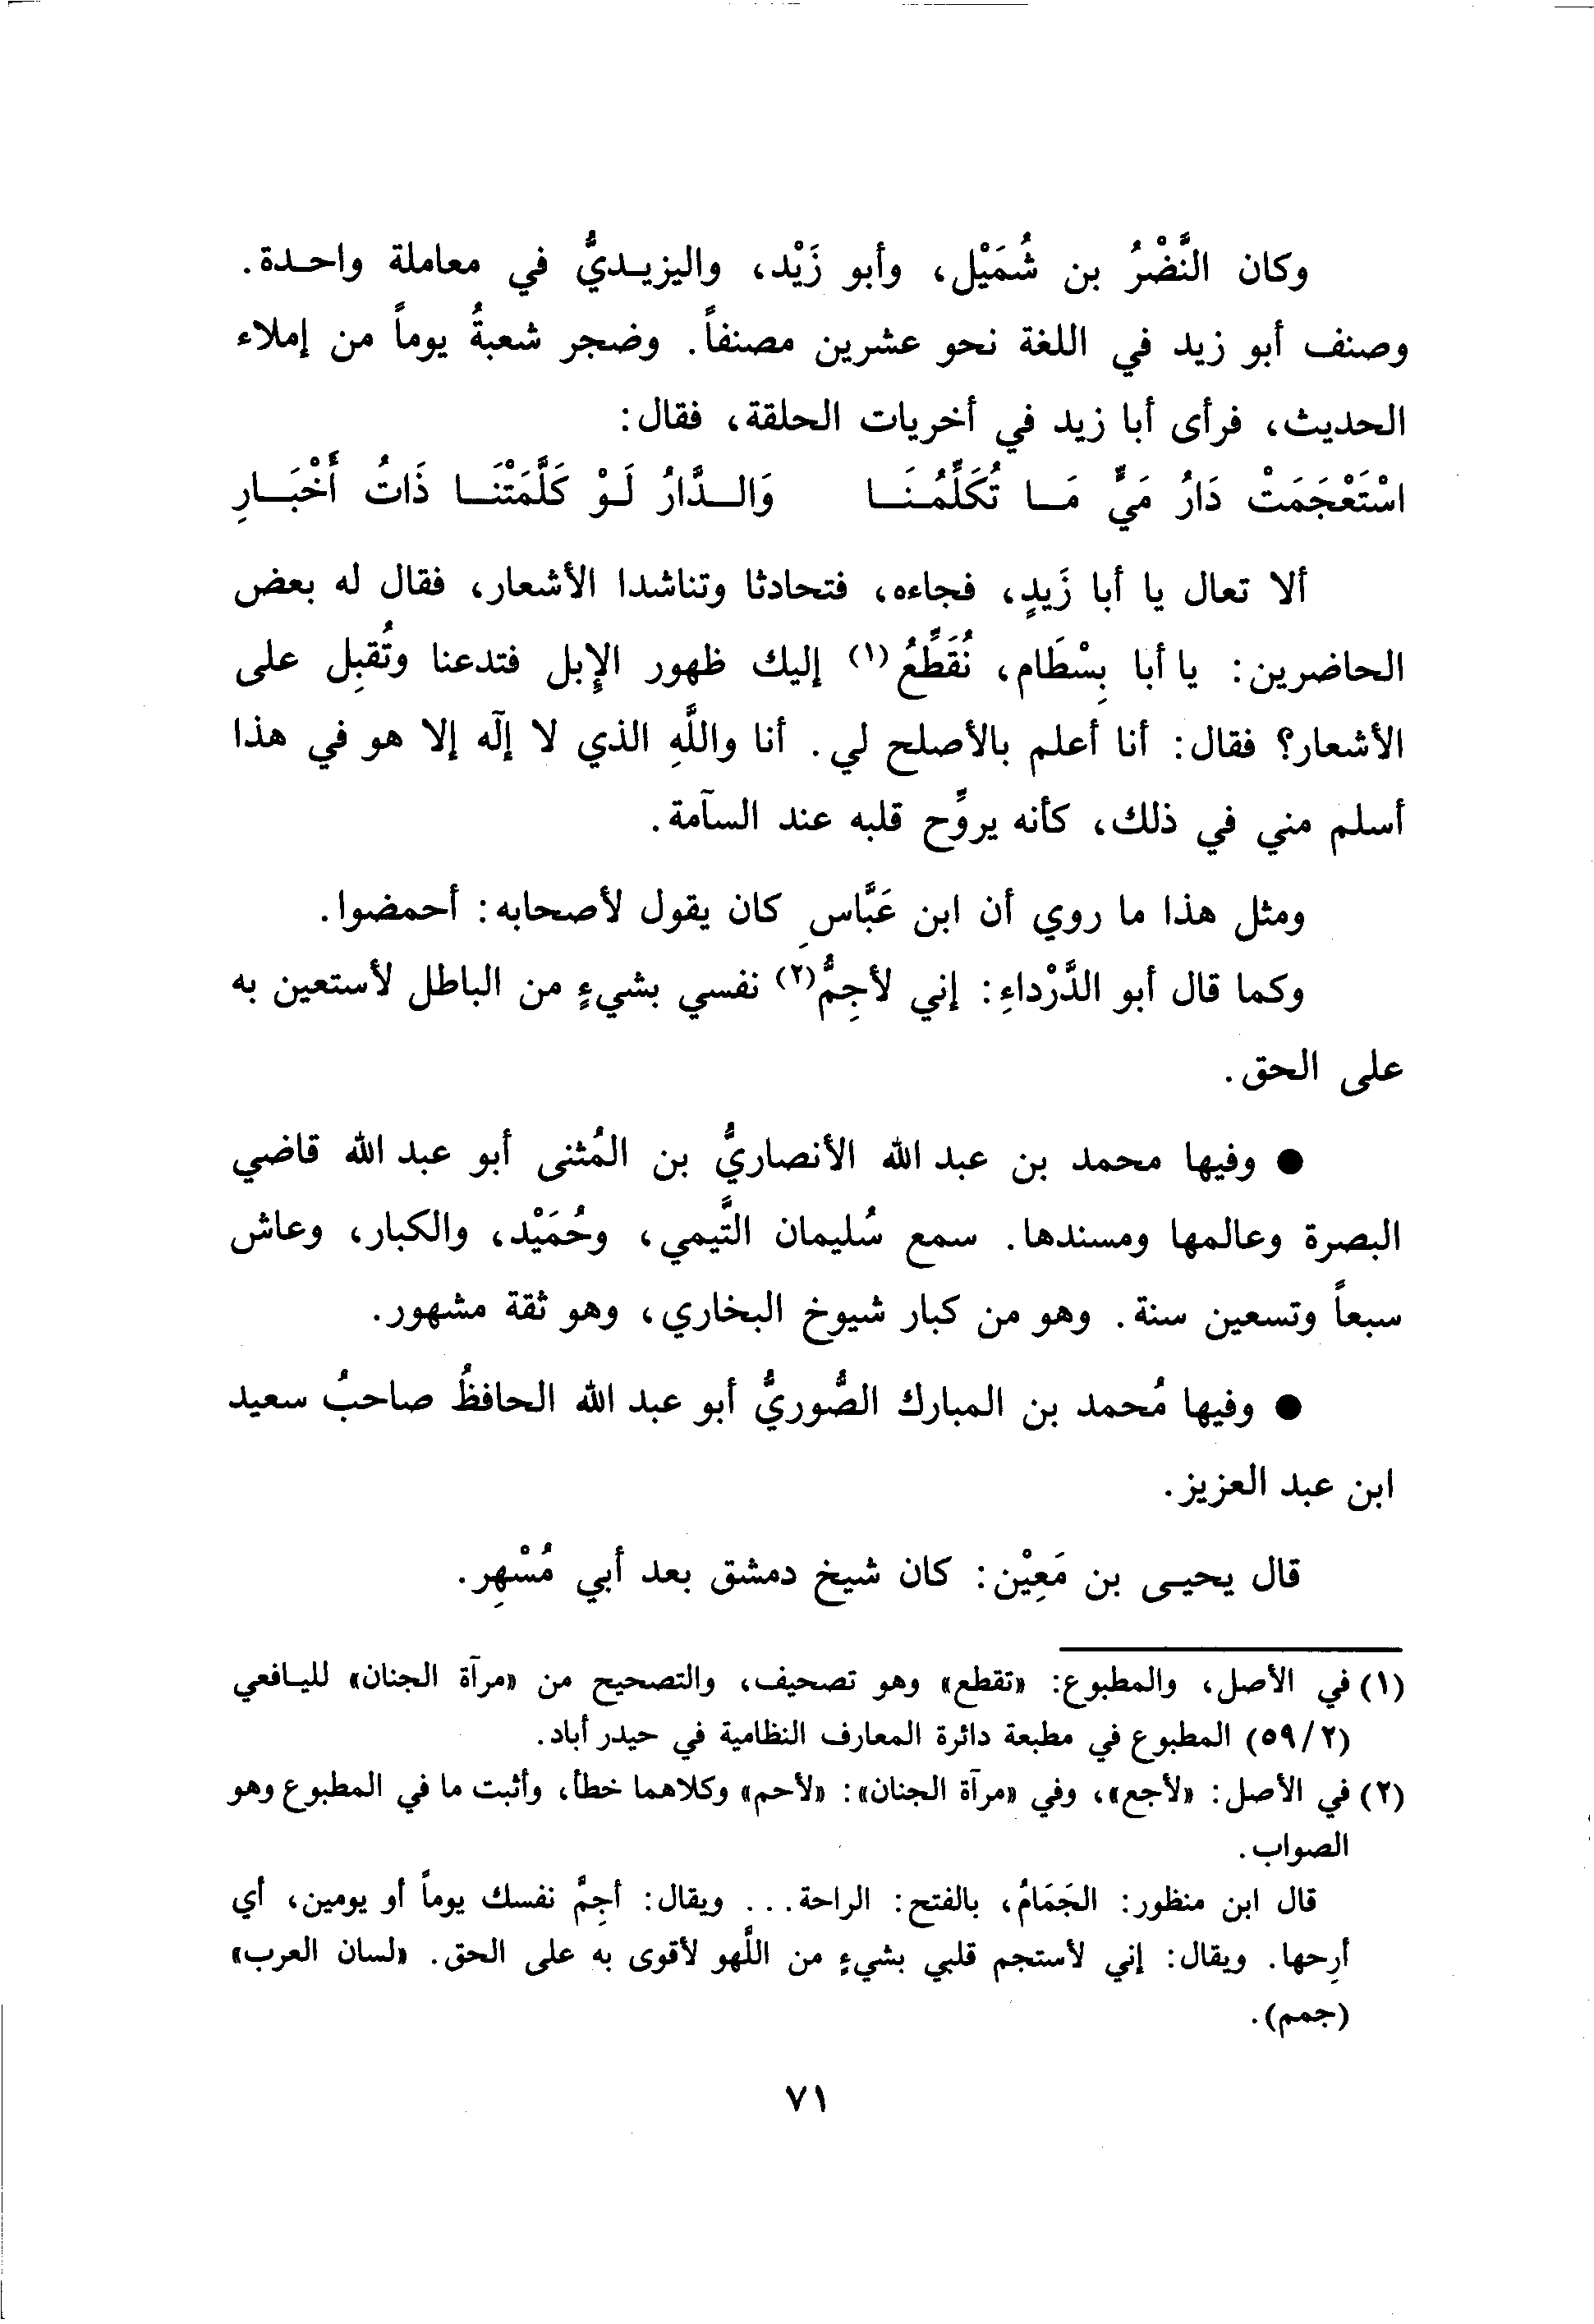 وكان النَّضْرُ بن شُمَيْل، وأبو زَيْد، واليزيديُّ في معاملة واحدة.
وصنف أبو زيد في اللغة نحو عشرين مصنفاً. وضجر شعبةُ يوماً من إملاء
الحديث، فرأى أبا زيد في أخريات الحلقة، فقال:
اسْتَعْجَمَتْ دَارُ مَيٍّ مَا تُكَلِّمُنَا وَالدَّارُ لَوْ كَلَّمَتْنَا ذَاتُ أَخْبَارِ
ألا تعال يا أبا زَيدٍ، فجاءه، فتحادثا وتناشدا الأشعار، فقال له بعض
الحاضرين: يا أبا بِسْطَام، نُقَطِّعُ (١) إليك ظهور الإِبل فتدعنا وتُقبِل على
الأشعار؟ فقال: أنا أعلم بالأصلح لي. أنا واللَّهِ الذي لا إلٓه إلا هو في هذا
أسلم مني في ذلك، كأنه يروِّح قلبه عند السآمة.
ومثل هذا ما روي أن ابن عَبَّاسٍ كان يقول لأصحابه: أحمضوا.
وكما قال أبو الدَّرْداءِ: إني لأجِمُّ(٢) نفسي بشيءٍ من الباطل لأستعين به
على الحق.
● وفيها محمد بن عبد الله الأنصاريُّ بن المُثنى أبو عبد الله قاضي
البصرة وعالمها ومسندها. سمع سُليمان التَّيمي، وحُمَيْد، والكبار، وعاش
سبعاً وتسعين سنة. وهو من كبار شيوخ البخاري، وهو ثقة مشهور.
● وفيها مُحمد بن المبارك الصُّوريُّ أبو عبد الله الحافظُ صاحبُ سعيد
ابن عبد العزيز.
قال يحيى بن مَعِيْن: كان شيخ دمشق بعد أبي مُسْهِر.
(١) في الأصل، والمطبوع: «تقطع» وهو تصحيف، والتصحيح من «مرآة الجنان» لليافعي
(٢/ ٥٩) المطبوع في مطبعة دائرة المعارف النظامية في حيدر أباد.
(٢) في الأصل: «لأجع»، وفي «مرآة الجنان»: «لأحم» وكلاهما خطأ، وأثبت ما في المطبوع وهو
الصواب.
قال ابن منظور: الجَمَامُ، بالفتح: الراحة... ويقال: أجِمَّ نفسك يوماً أو يومين، أي
أرِحها. ويقال: إني لأستجم قلبي بشيءٍ من اللَّهو لأقوى به على الحق. «لسان العرب»
(جمم).
٧١